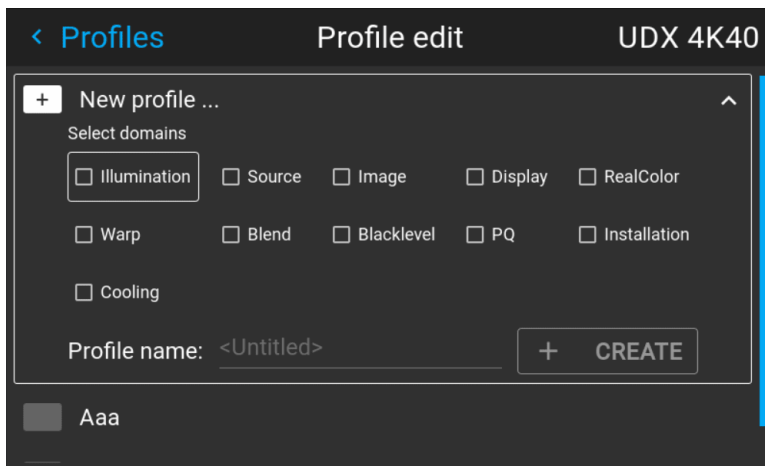 < Profiles Profile edit UDX 4K40
+ New profile ...
Select domains
Illumination Source Image Display RealColor
Warp Blend Blacklevel PQ Installation
Cooling
Profile name: <Untitled> + CREATE
Aaa